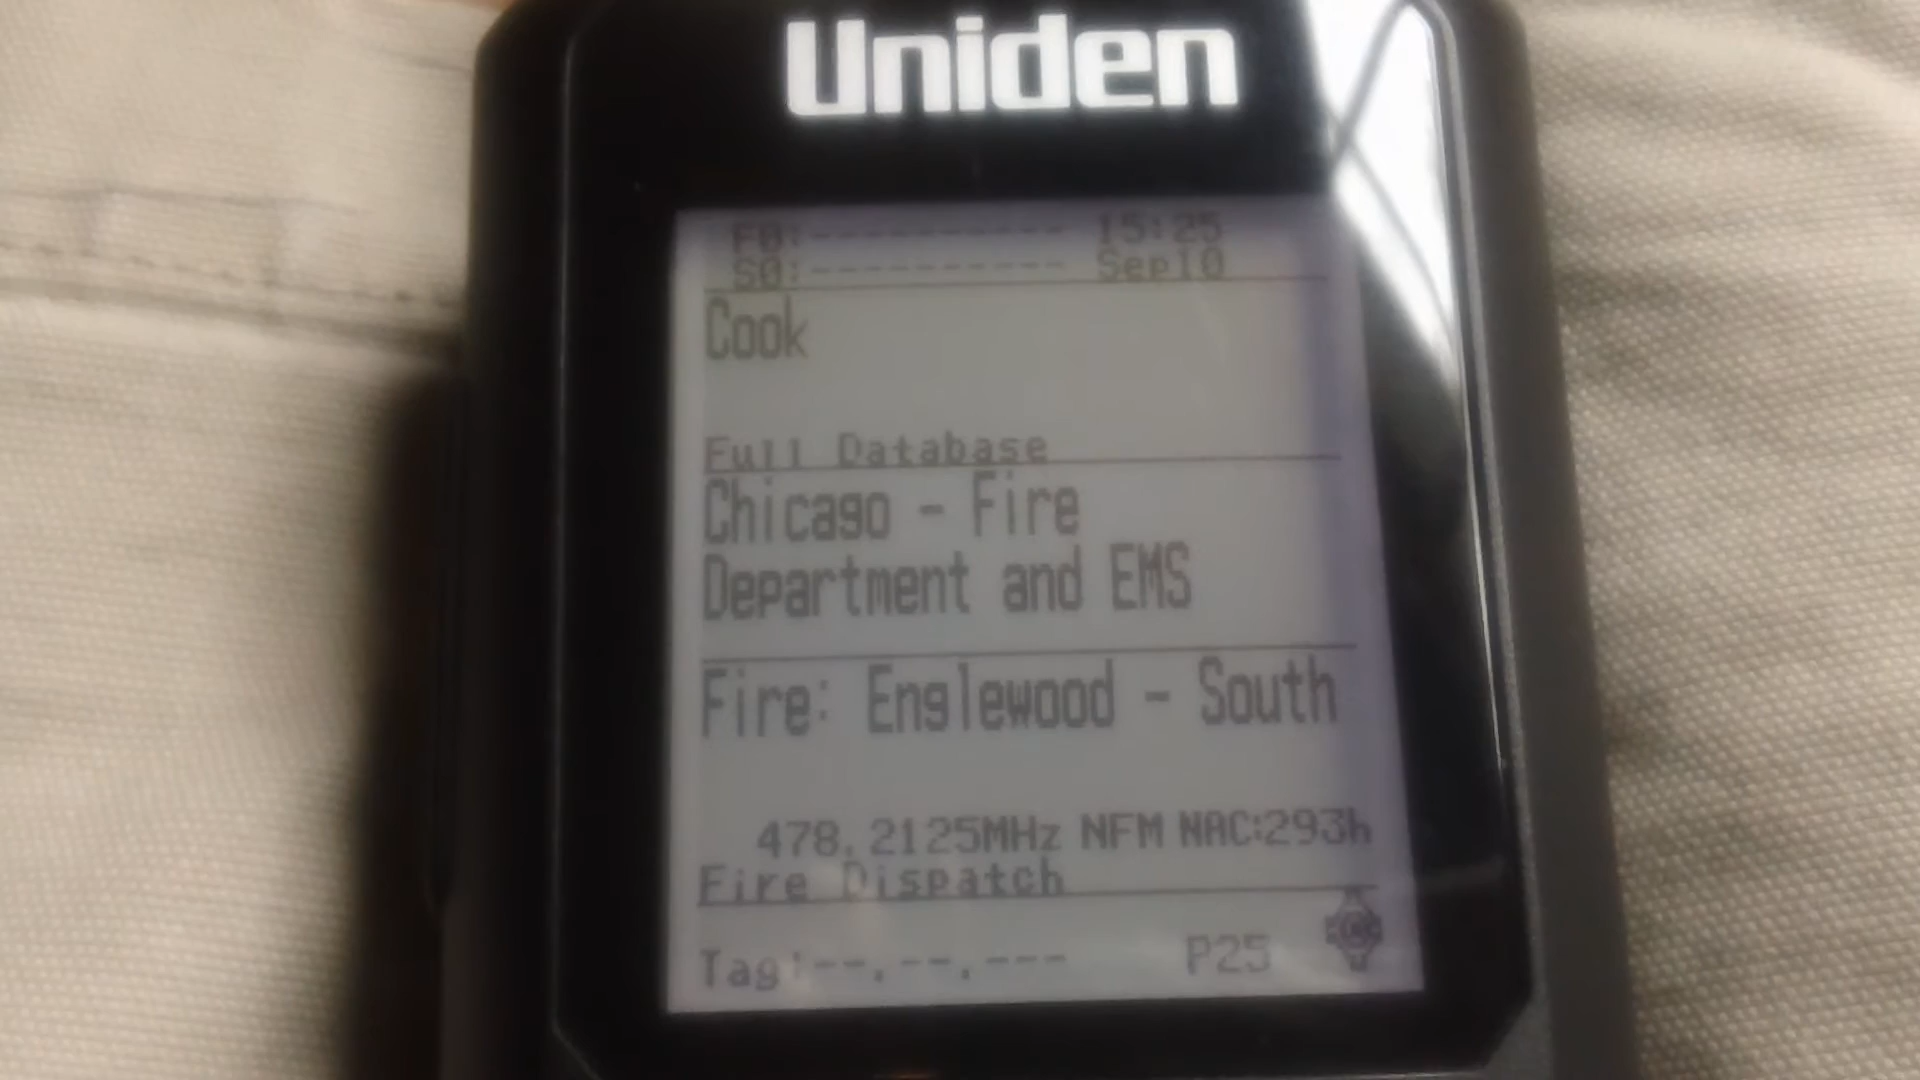 Uniden
F0:---------- 15:25
S0:---------- Sep10
Cook
Full Database
Chicago - Fire
Department and EMS
Fire: Englewood - South
478.2125MHz NFM NAC:293h
Fire Dispatch
Tag:--.--.--- P25